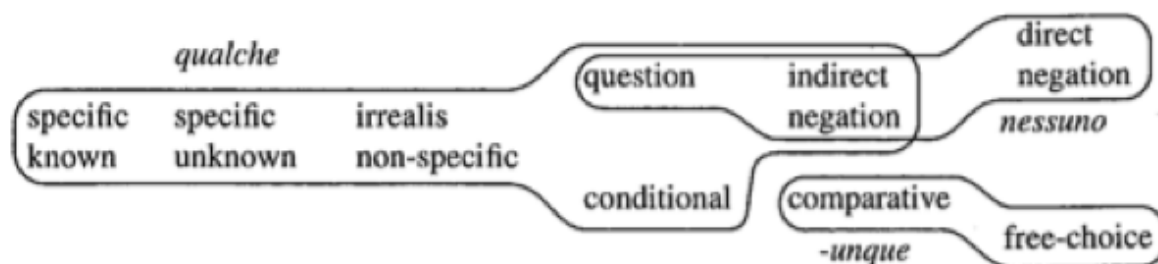 qualche
specific known
specific unknown
irrealis non-specific
question
conditional
indirect negation
comparative
-unque
direct negation
nessuno
free-choice